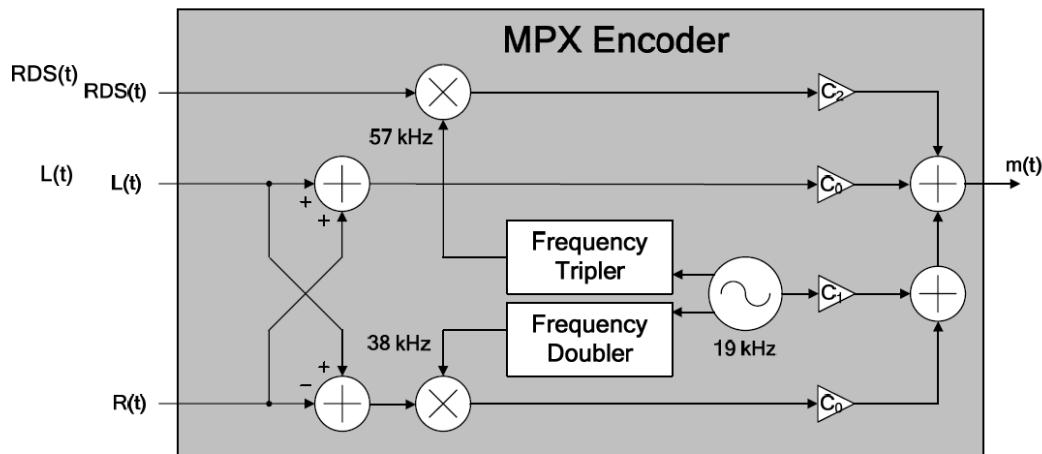 MPX Encoder
RDS(t)
RDS(t)
C2
57 kHz
L(t)
L(t)
+
+
C0
m(t)
Frequency
Tripler
C1
19 kHz
Frequency
Doubler
38 kHz
+
−
R(t)
C0